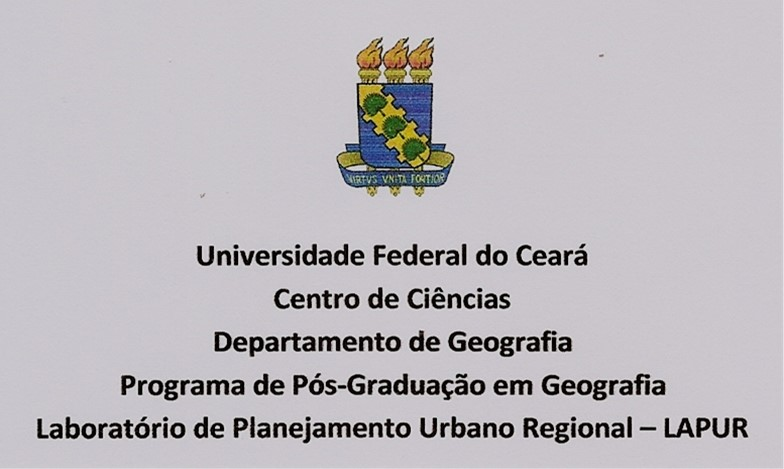 VIRTVS VNITA FORTIOR
Universidade Federal do Ceará
Centro de Ciências
Departamento de Geografia
Programa de Pós-Graduação em Geografia
Laboratório de Planejamento Urbano Regional – LAPUR